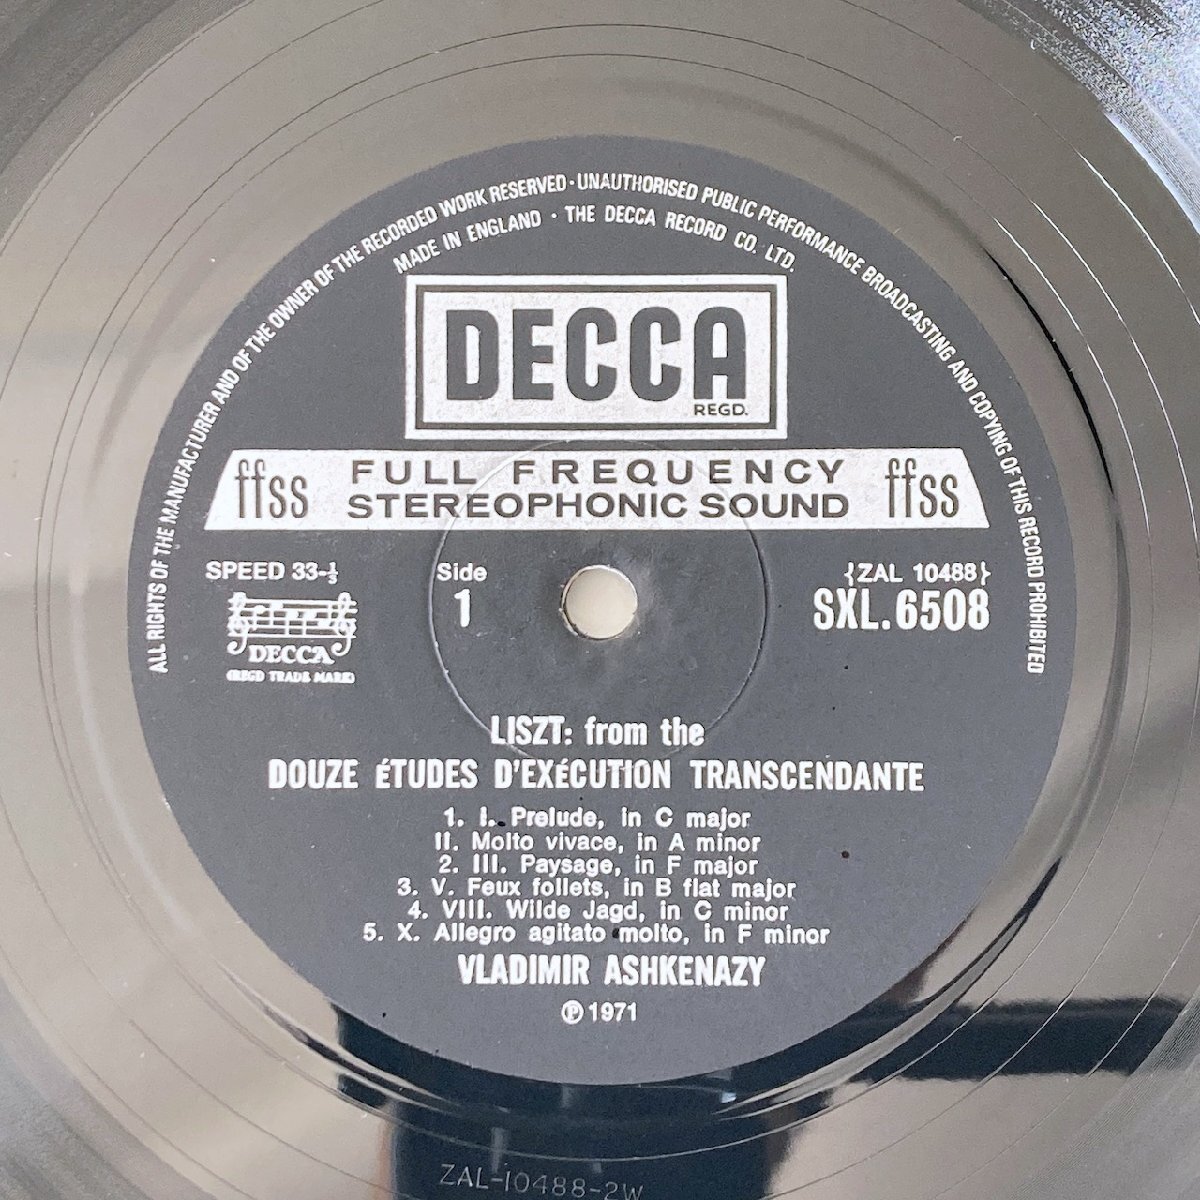 ALL RIGHTS OF THE MANUFACTURER AND OF THE OWNER OF THE RECORDED WORK RESERVED · UNAUTHORISED PUBLIC PERFORMANCE BROADCASTING AND COPYING OF THIS RECORD PROHIBITED
MADE IN ENGLAND · THE DECCA RECORD CO. LTD.
DECCA
REGD.
ffss FULL FREQUENCY ffss
STEREOPHONIC SOUND
SPEED 33-⅓ Side {ZAL 10488}
1 SXL.6508
DECCA
(REGD TRADE MARK)
LISZT: from the
DOUZE éTUDES D'EXéCUTION TRANSCENDANTE
1. I. Prelude, in C major
II. Molto vivace, in A minor
2. III. Paysage, in F major
3. V. Feux follets, in B flat major
4. VIII. Wilde Jagd, in C minor
5. X. Allegro agitato molto, in F minor
VLADIMIR ASHKENAZY
℗ 1971
ZAL-10488-2W